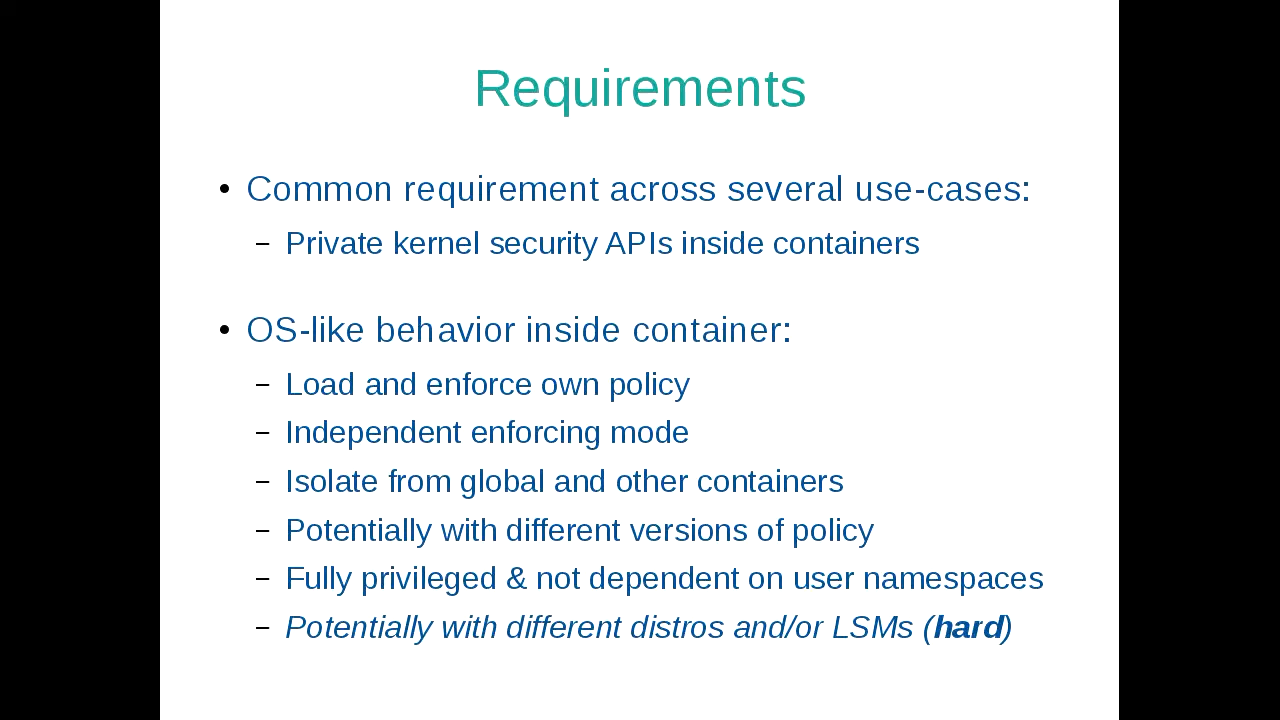 Requirements
• Common requirement across several use-cases:
– Private kernel security APIs inside containers
• OS-like behavior inside container:
– Load and enforce own policy
– Independent enforcing mode
– Isolate from global and other containers
– Potentially with different versions of policy
– Fully privileged & not dependent on user namespaces
– Potentially with different distros and/or LSMs (hard)